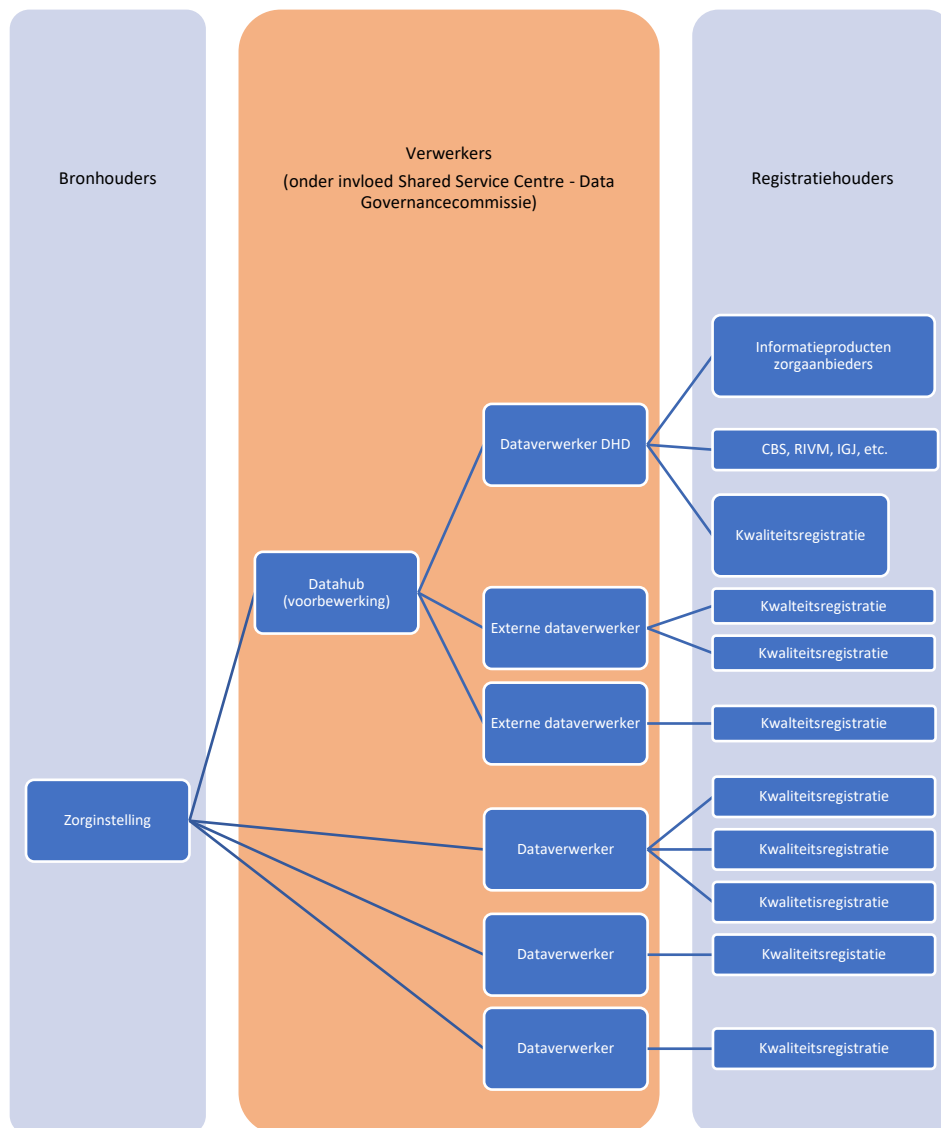 Bronhouders
Verwerkers
(onder invloed Shared Service Centre - Data
Governancecommissie)
Registratiehouders
Informatieproducten
zorgaanbieders
Dataverwerker DHD
CBS, RIVM, IGJ, etc.
Kwaliteitsregistratie
Datahub
(voorbewerking)
Externe dataverwerker
Kwalteitsregistratie
Kwaliteitsregistratie
Externe dataverwerker
Kwalteitsregistratie
Zorginstelling
Dataverwerker
Kwaliteitsregistratie
Kwaliteitsregistratie
Kwalitetisregistratie
Dataverwerker
Kwaliteitsregistatie
Dataverwerker
Kwaliteitsregistratie